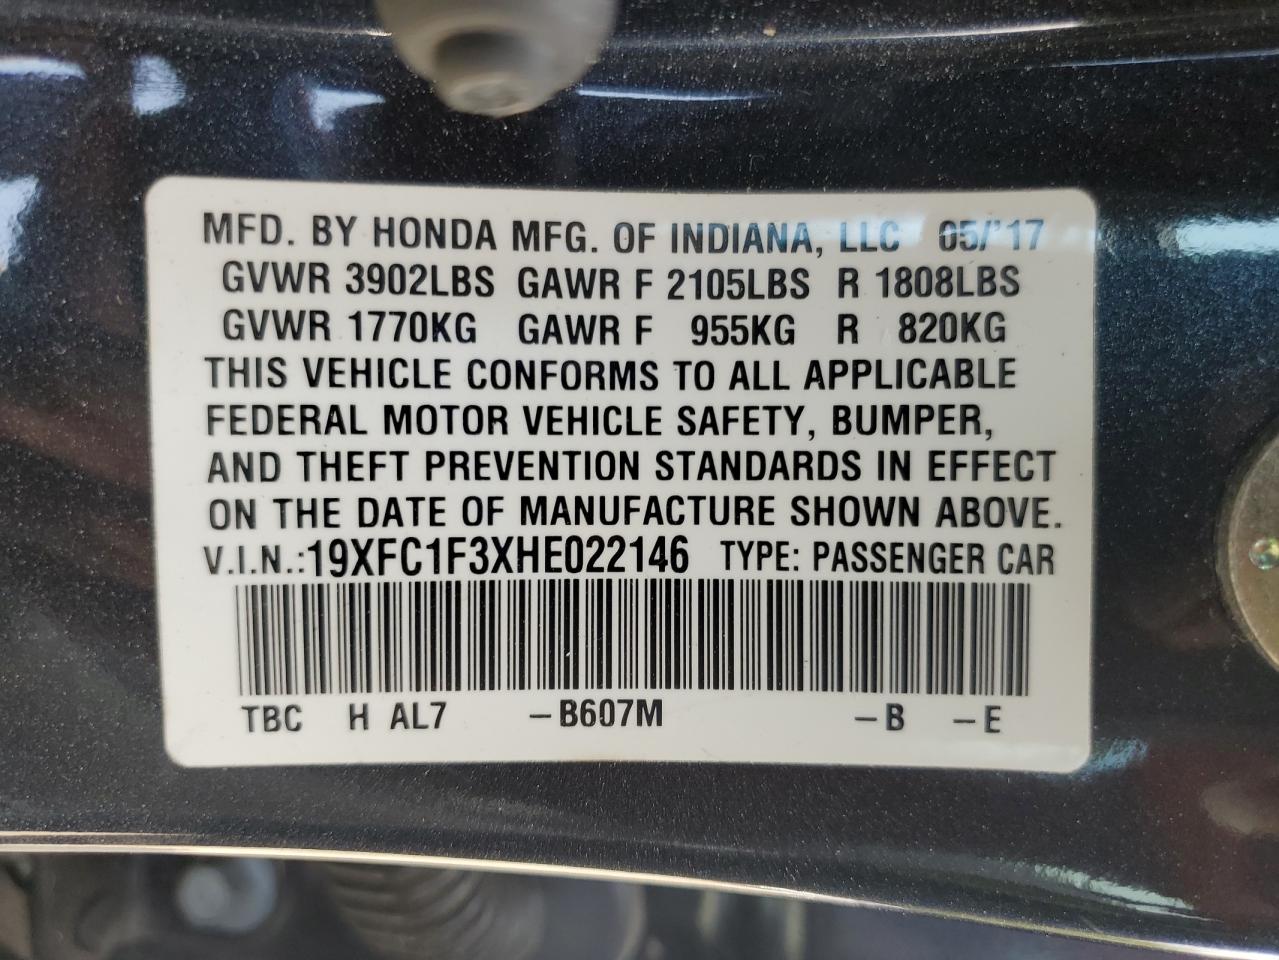 MFD. BY HONDA MFG. OF INDIANA, LLC 05/'17
GVWR 3902LBS GAWR F 2105LBS R 1808LBS
GVWR 1770KG GAWR F 955KG R 820KG
THIS VEHICLE CONFORMS TO ALL APPLICABLE
FEDERAL MOTOR VEHICLE SAFETY, BUMPER,
AND THEFT PREVENTION STANDARDS IN EFFECT
ON THE DATE OF MANUFACTURE SHOWN ABOVE.
V.I.N.:19XFC1F3XHE022146 TYPE: PASSENGER CAR
TBC H AL7 –B607M –B –E